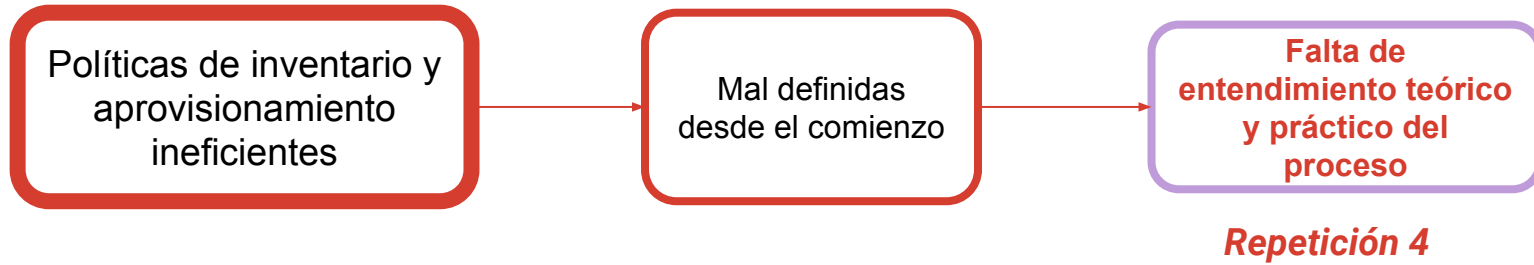 Políticas de inventario y
aprovisionamiento
ineficientes
Mal definidas
desde el comienzo
Falta de
entendimiento teórico
y práctico del
proceso
Repetición 4